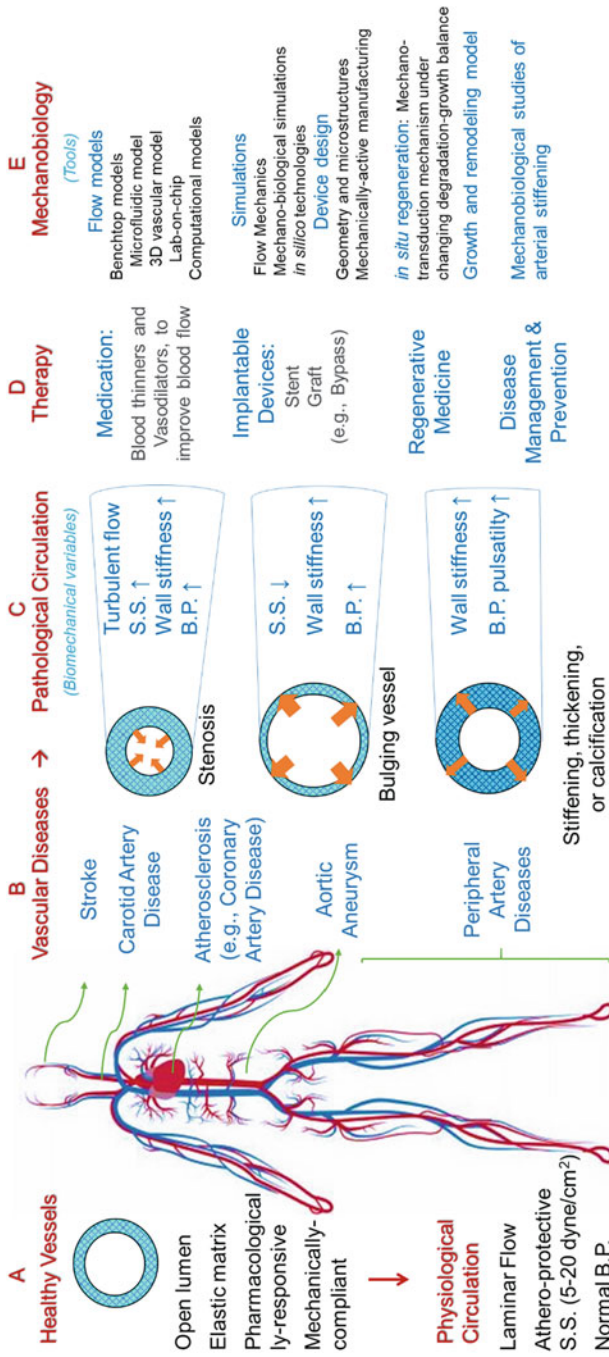 A
Healthy Vessels
Open lumen
Elastic matrix
Pharmacological
ly-responsive
Mechanically-
compliant
Physiological
Circulation
Laminar Flow
Athero-protective
S.S. (5-20 dyne/cm²)
Normal B.P.
B
Vascular Diseases →
Stroke
Carotid Artery
Disease
Atherosclerosis
(e.g., Coronary
Artery Disease)
Aortic
Aneurysm
Peripheral
Artery
Diseases
C
Pathological Circulation
(Biomechanical variables)
Stenosis
Turbulent flow
S.S. ↑
Wall stiffness ↑
B.P. ↑
Bulging vessel
S.S. ↓
Wall stiffness ↑
B.P. ↑
Stiffening, thickening,
or calcification
Wall stiffness ↑
B.P. pulsatilty ↑
D
Therapy
Medication:
Blood thinners and
Vasodilators, to
improve blood flow
Implantable
Devices:
Stent
Graft
(e.g., Bypass)
Regenerative
Medicine
Disease
Management &
Prevention
E
Mechanobiology
(Tools)
Flow models
Benchtop models
Microfluidic model
3D vascular model
Lab-on-chip
Computational models
Simulations
Flow Mechanics
Mechano-biological simulations
in silico technologies
Device design
Geometry and microstructures
Mechanically-active manufacturing
in situ regeneration: Mechano-
transduction mechanism under
changing degradation-growth balance
Growth and remodeling model
Mechanobiological studies of
arterial stiffening